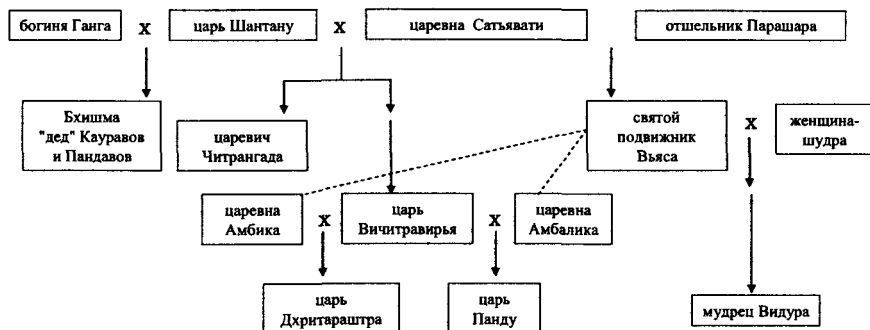 богиня Ганга X царь Шантану X царевна Сатьявати отшельник Парашара
Бхишма
"дед" Кауравов
и Пандавов
царевич
Читрангада
святой
подвижник
Вьяса
X
женщина-
шудра
царевна
Амбика
X
царь
Вичитравирья
X
царевна
Амбалика
царь
Дхритараштра
царь
Панду
мудрец Видура